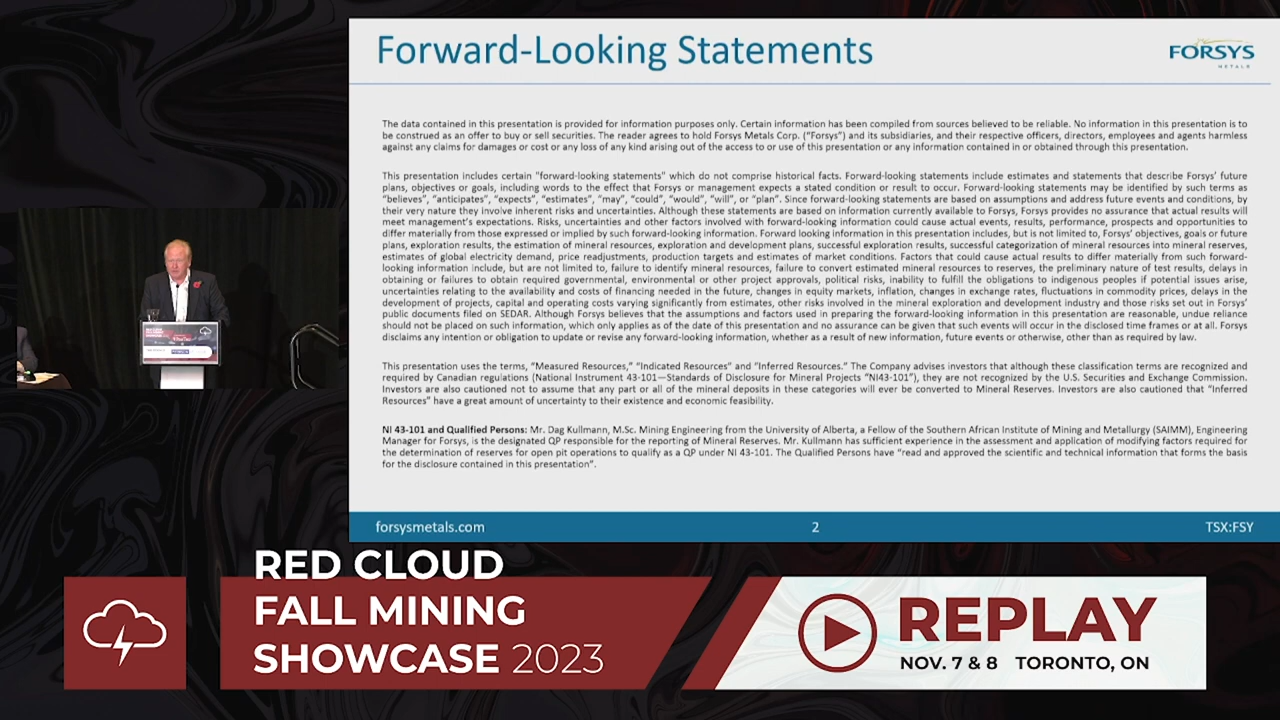 Forward-Looking Statements
FORSYS
METALS
The data contained in this presentation is provided for information purposes only. Certain information has been compiled from sources believed to be reliable. No information in this presentation is to
be construed as an offer to buy or sell securities. The reader agrees to hold Forsys Metals Corp. (“Forsys”) and its subsidiaries, and their respective officers, directors, employees and agents harmless
against any claims for damages or cost or any loss of any kind arising out of the access to or use of this presentation or any information contained in or obtained through this presentation.
This presentation includes certain "forward-looking statements" which do not comprise historical facts. Forward-looking statements include estimates and statements that describe Forsys’ future
plans, objectives or goals, including words to the effect that Forsys or management expects a stated condition or result to occur. Forward-looking statements may be identified by such terms as
“believes”, “anticipates”, “expects”, “estimates”, “may”, “could”, “would”, “will”, or “plan”. Since forward-looking statements are based on assumptions and address future events and conditions, by
their very nature they involve inherent risks and uncertainties. Although these statements are based on information currently available to Forsys, Forsys provides no assurance that actual results will
meet management’s expectations. Risks, uncertainties and other factors involved with forward-looking information could cause actual events, results, performance, prospects and opportunities to
differ materially from those expressed or implied by such forward-looking information. Forward looking information in this presentation includes, but is not limited to, Forsys’ objectives, goals or future
plans, exploration results, the estimation of mineral resources, exploration and development plans, successful exploration results, successful categorization of mineral resources into mineral reserves,
estimates of global electricity demand, price readjustments, production targets and estimates of market conditions. Factors that could cause actual results to differ materially from such forward-
looking information include, but are not limited to, failure to identify mineral resources, failure to convert estimated mineral resources to reserves, the preliminary nature of test results, delays in
obtaining or failures to obtain required governmental, environmental or other project approvals, political risks, inability to fulfill the obligations to indigenous peoples if potential issues arise,
uncertainties relating to the availability and costs of financing needed in the future, changes in equity markets, inflation, changes in exchange rates, fluctuations in commodity prices, delays in the
development of projects, capital and operating costs varying significantly from estimates, other risks involved in the mineral exploration and development industry and those risks set out in Forsys’
public documents filed on SEDAR. Although Forsys believes that the assumptions and factors used in preparing the forward-looking information in this presentation are reasonable, undue reliance
should not be placed on such information, which only applies as of the date of this presentation and no assurance can be given that such events will occur in the disclosed time frames or at all. Forsys
disclaims any intention or obligation to update or revise any forward-looking information, whether as a result of new information, future events or otherwise, other than as required by law.
This presentation uses the terms, “Measured Resources,” “Indicated Resources” and “Inferred Resources.” The Company advises investors that although these classification terms are recognized and
required by Canadian regulations (National Instrument 43-101—Standards of Disclosure for Mineral Projects “NI43-101”), they are not recognized by the U.S. Securities and Exchange Commission.
Investors are also cautioned not to assume that any part or all of the mineral deposits in these categories will ever be converted to Mineral Reserves. Investors are also cautioned that “Inferred
Resources” have a great amount of uncertainty to their existence and economic feasibility.
NI 43-101 and Qualified Persons: Mr. Dag Kullmann, M.Sc. Mining Engineering from the University of Alberta, a Fellow of the Southern African Institute of Mining and Metallurgy (SAIMM), Engineering
Manager for Forsys, is the designated QP responsible for the reporting of Mineral Reserves. Mr. Kullmann has sufficient experience in the assessment and application of modifying factors required for
the determination of reserves for open pit operations to qualify as a QP under NI 43-101. The Qualified Persons have “read and approved the scientific and technical information that forms the basis
for the disclosure contained in this presentation”.
forsysmetals.com 2 TSX:FSY
RED CLOUD
FALL MINING
SHOWCASE 2023
REPLAY
NOV. 7 & 8 TORONTO, ON